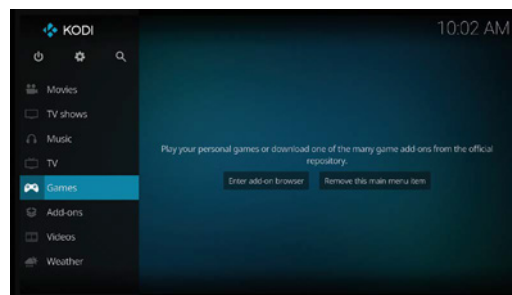 KODI
10:02 AM
Movies
TV shows
Music
TV
Games
Add-ons
Videos
Weather
Play your personal games or download one of the many game add-ons from the official
repository.
Enter add-on browser
Remove this main menu item